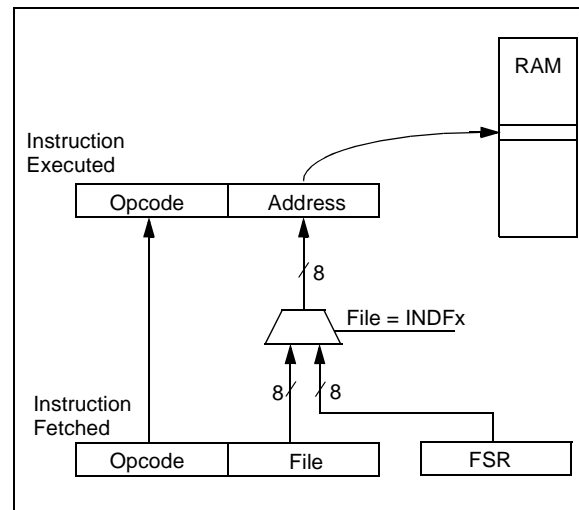 RAM
Instruction
Executed
Opcode Address
8
File = INDFx
8 8
Instruction
Fetched
Opcode File FSR